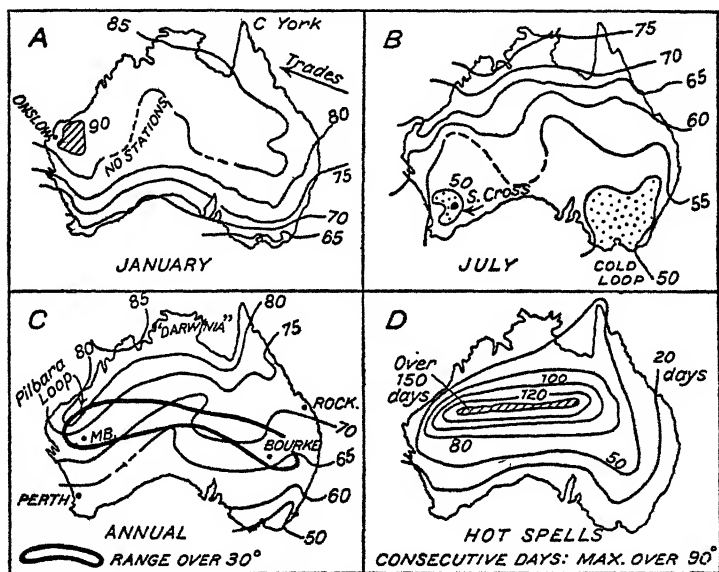 A
85
C York
Trades
ONSLOW
90
NO STATIONS
80
75
70
65
JANUARY
B
75
70
65
60
55
50
S. Cross
COLD
LOOP
50
JULY
C
85
"DARWINIA"
80
75
80
Pilbara
Loop
MB.
ROCK.
70
BOURKE
65
60
50
PERTH
ANNUAL
RANGE OVER 30°
D
Over
150
days
100
120
80
50
20
days
HOT SPELLS
CONSECUTIVE DAYS: MAX. OVER 90°